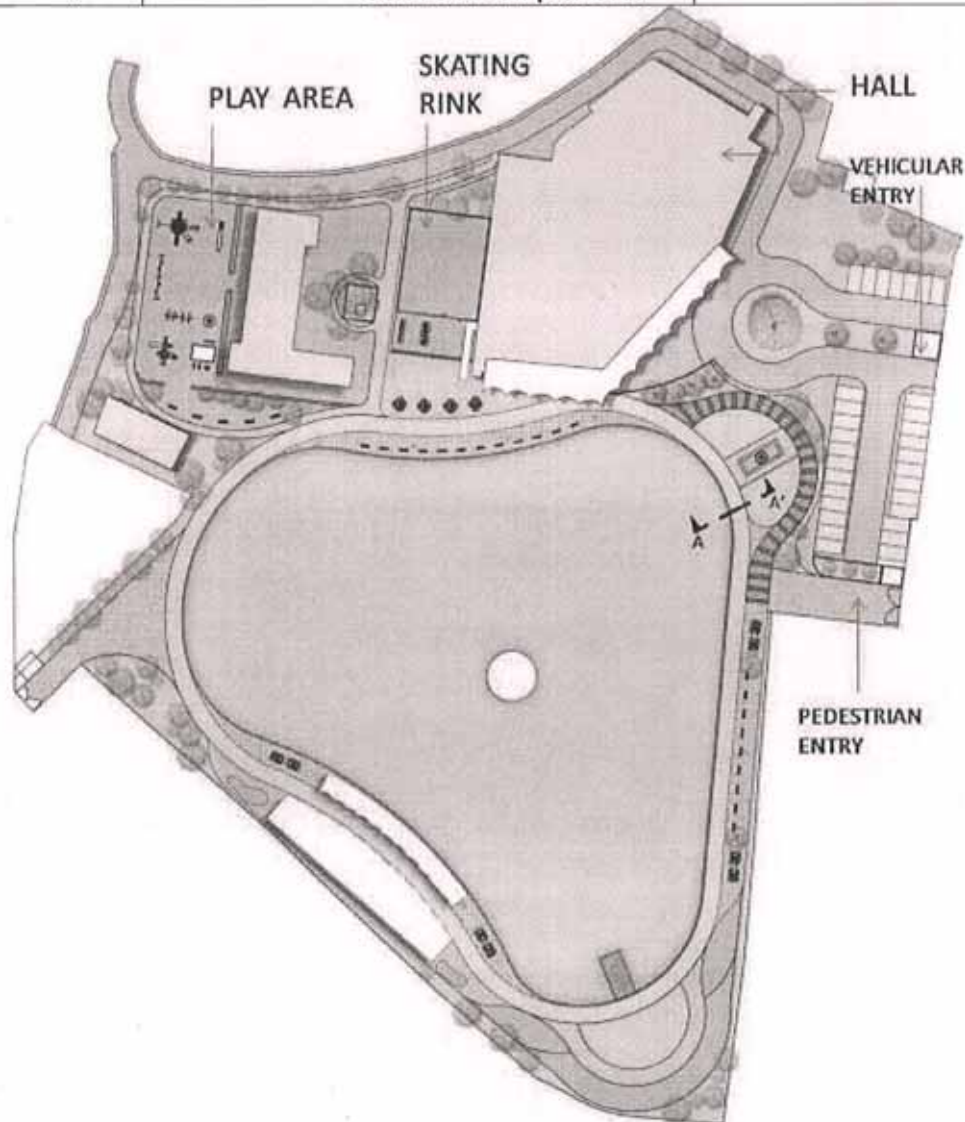 PLAY AREA
SKATING
RINK
HALL
VEHICULAR
ENTRY
A
A'
PEDESTRIAN
ENTRY